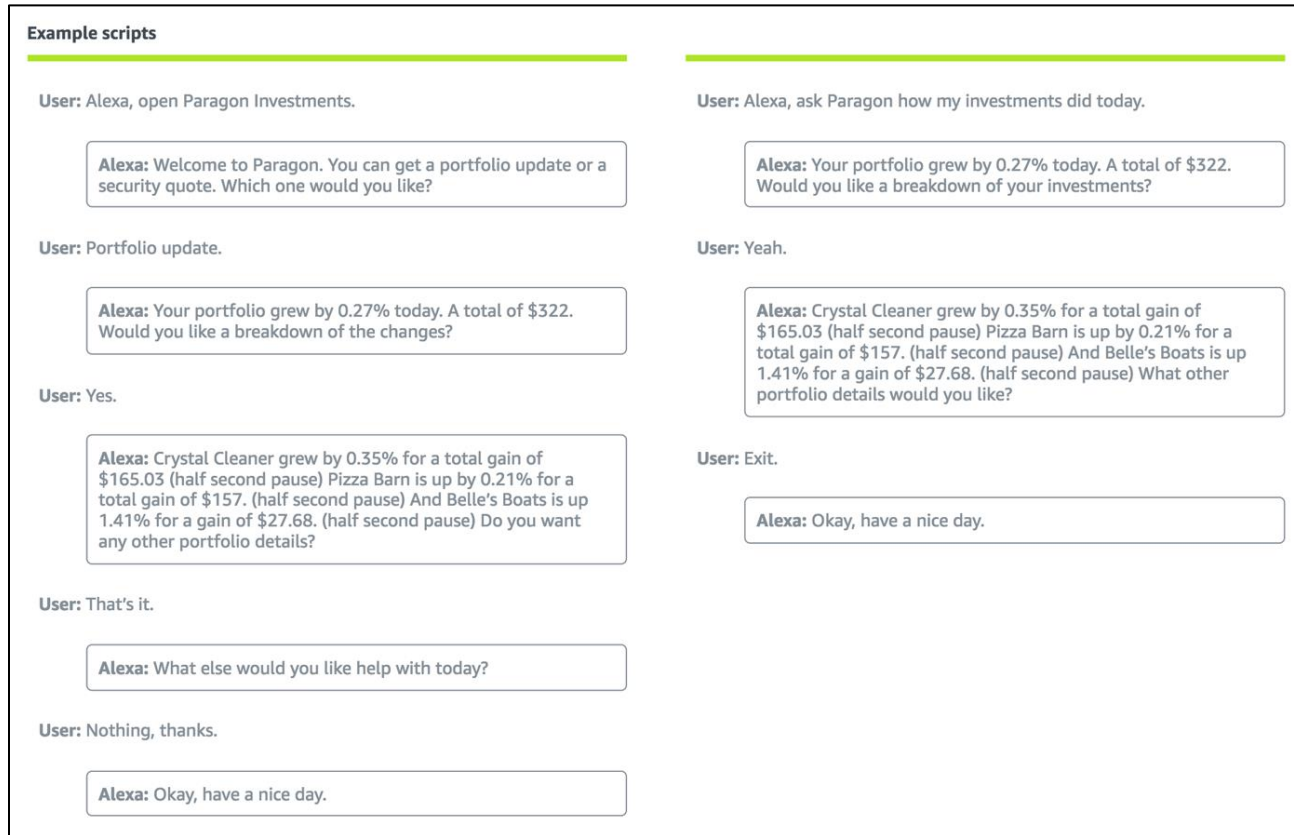 Example scripts
User: Alexa, open Paragon Investments.
Alexa: Welcome to Paragon. You can get a portfolio update or a
security quote. Which one would you like?
User: Portfolio update.
Alexa: Your portfolio grew by 0.27% today. A total of $322.
Would you like a breakdown of the changes?
User: Yes.
Alexa: Crystal Cleaner grew by 0.35% for a total gain of
$165.03 (half second pause) Pizza Barn is up by 0.21% for a
total gain of $157. (half second pause) And Belle’s Boats is up
1.41% for a gain of $27.68. (half second pause) Do you want
any other portfolio details?
User: That’s it.
Alexa: What else would you like help with today?
User: Nothing, thanks.
Alexa: Okay, have a nice day.
User: Alexa, ask Paragon how my investments did today.
Alexa: Your portfolio grew by 0.27% today. A total of $322.
Would you like a breakdown of your investments?
User: Yeah.
Alexa: Crystal Cleaner grew by 0.35% for a total gain of
$165.03 (half second pause) Pizza Barn is up by 0.21% for a
total gain of $157. (half second pause) And Belle’s Boats is up
1.41% for a gain of $27.68. (half second pause) What other
portfolio details would you like?
User: Exit.
Alexa: Okay, have a nice day.